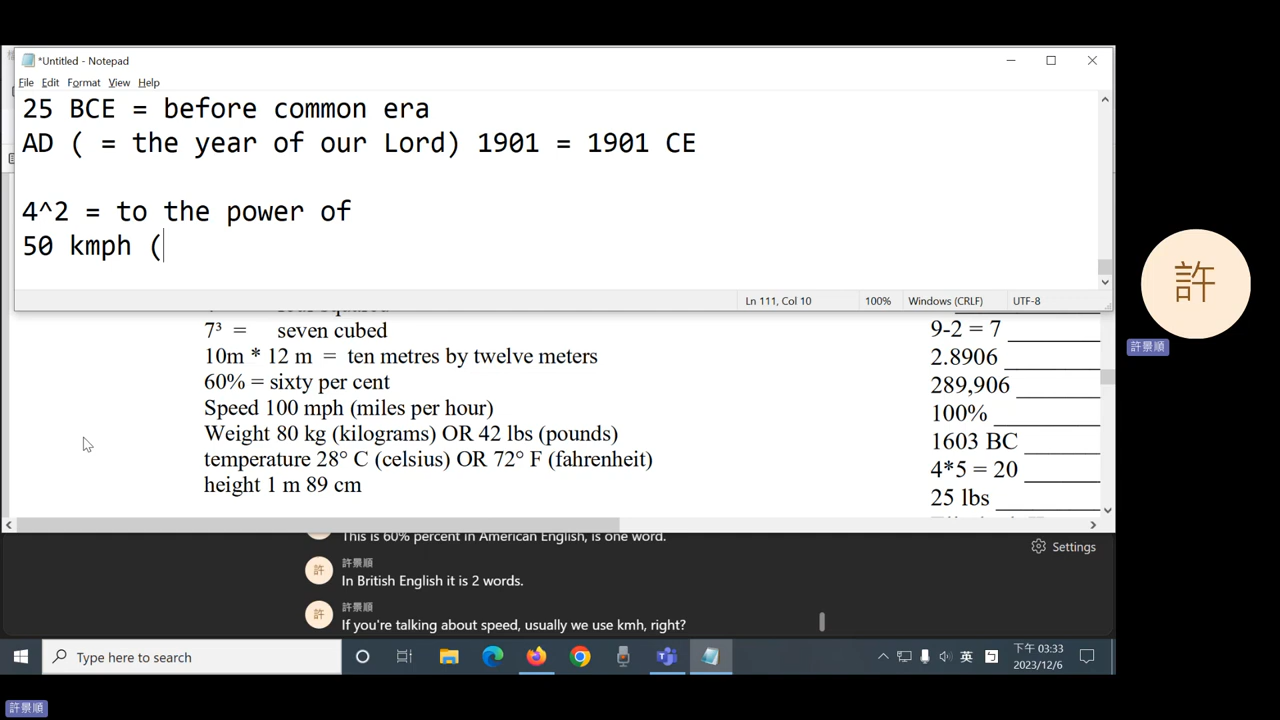 *Untitled - Notepad
File Edit Format View Help
25 BCE = before common era
AD ( = the year of our Lord) 1901 = 1901 CE
4^2 = to the power of
50 kmph (
Ln 111, Col 10 100% Windows (CRLF) UTF-8
7³ = seven cubed
10m * 12 m = ten metres by twelve meters
60% = sixty per cent
Speed 100 mph (miles per hour)
Weight 80 kg (kilograms) OR 42 lbs (pounds)
temperature 28° C (celsius) OR 72° F (fahrenheit)
height 1 m 89 cm
9-2 = 7
2.8906
289,906
100%
1603 BC
4*5 = 20
25 lbs
This is 60% percent in American English, is one word.
許
許景順
In British English it is 2 words.
許
許景順
If you're talking about speed, usually we use kmh, right?
Settings
許
許景順
Type here to search
英
下午 03:33
2023/12/6
許景順